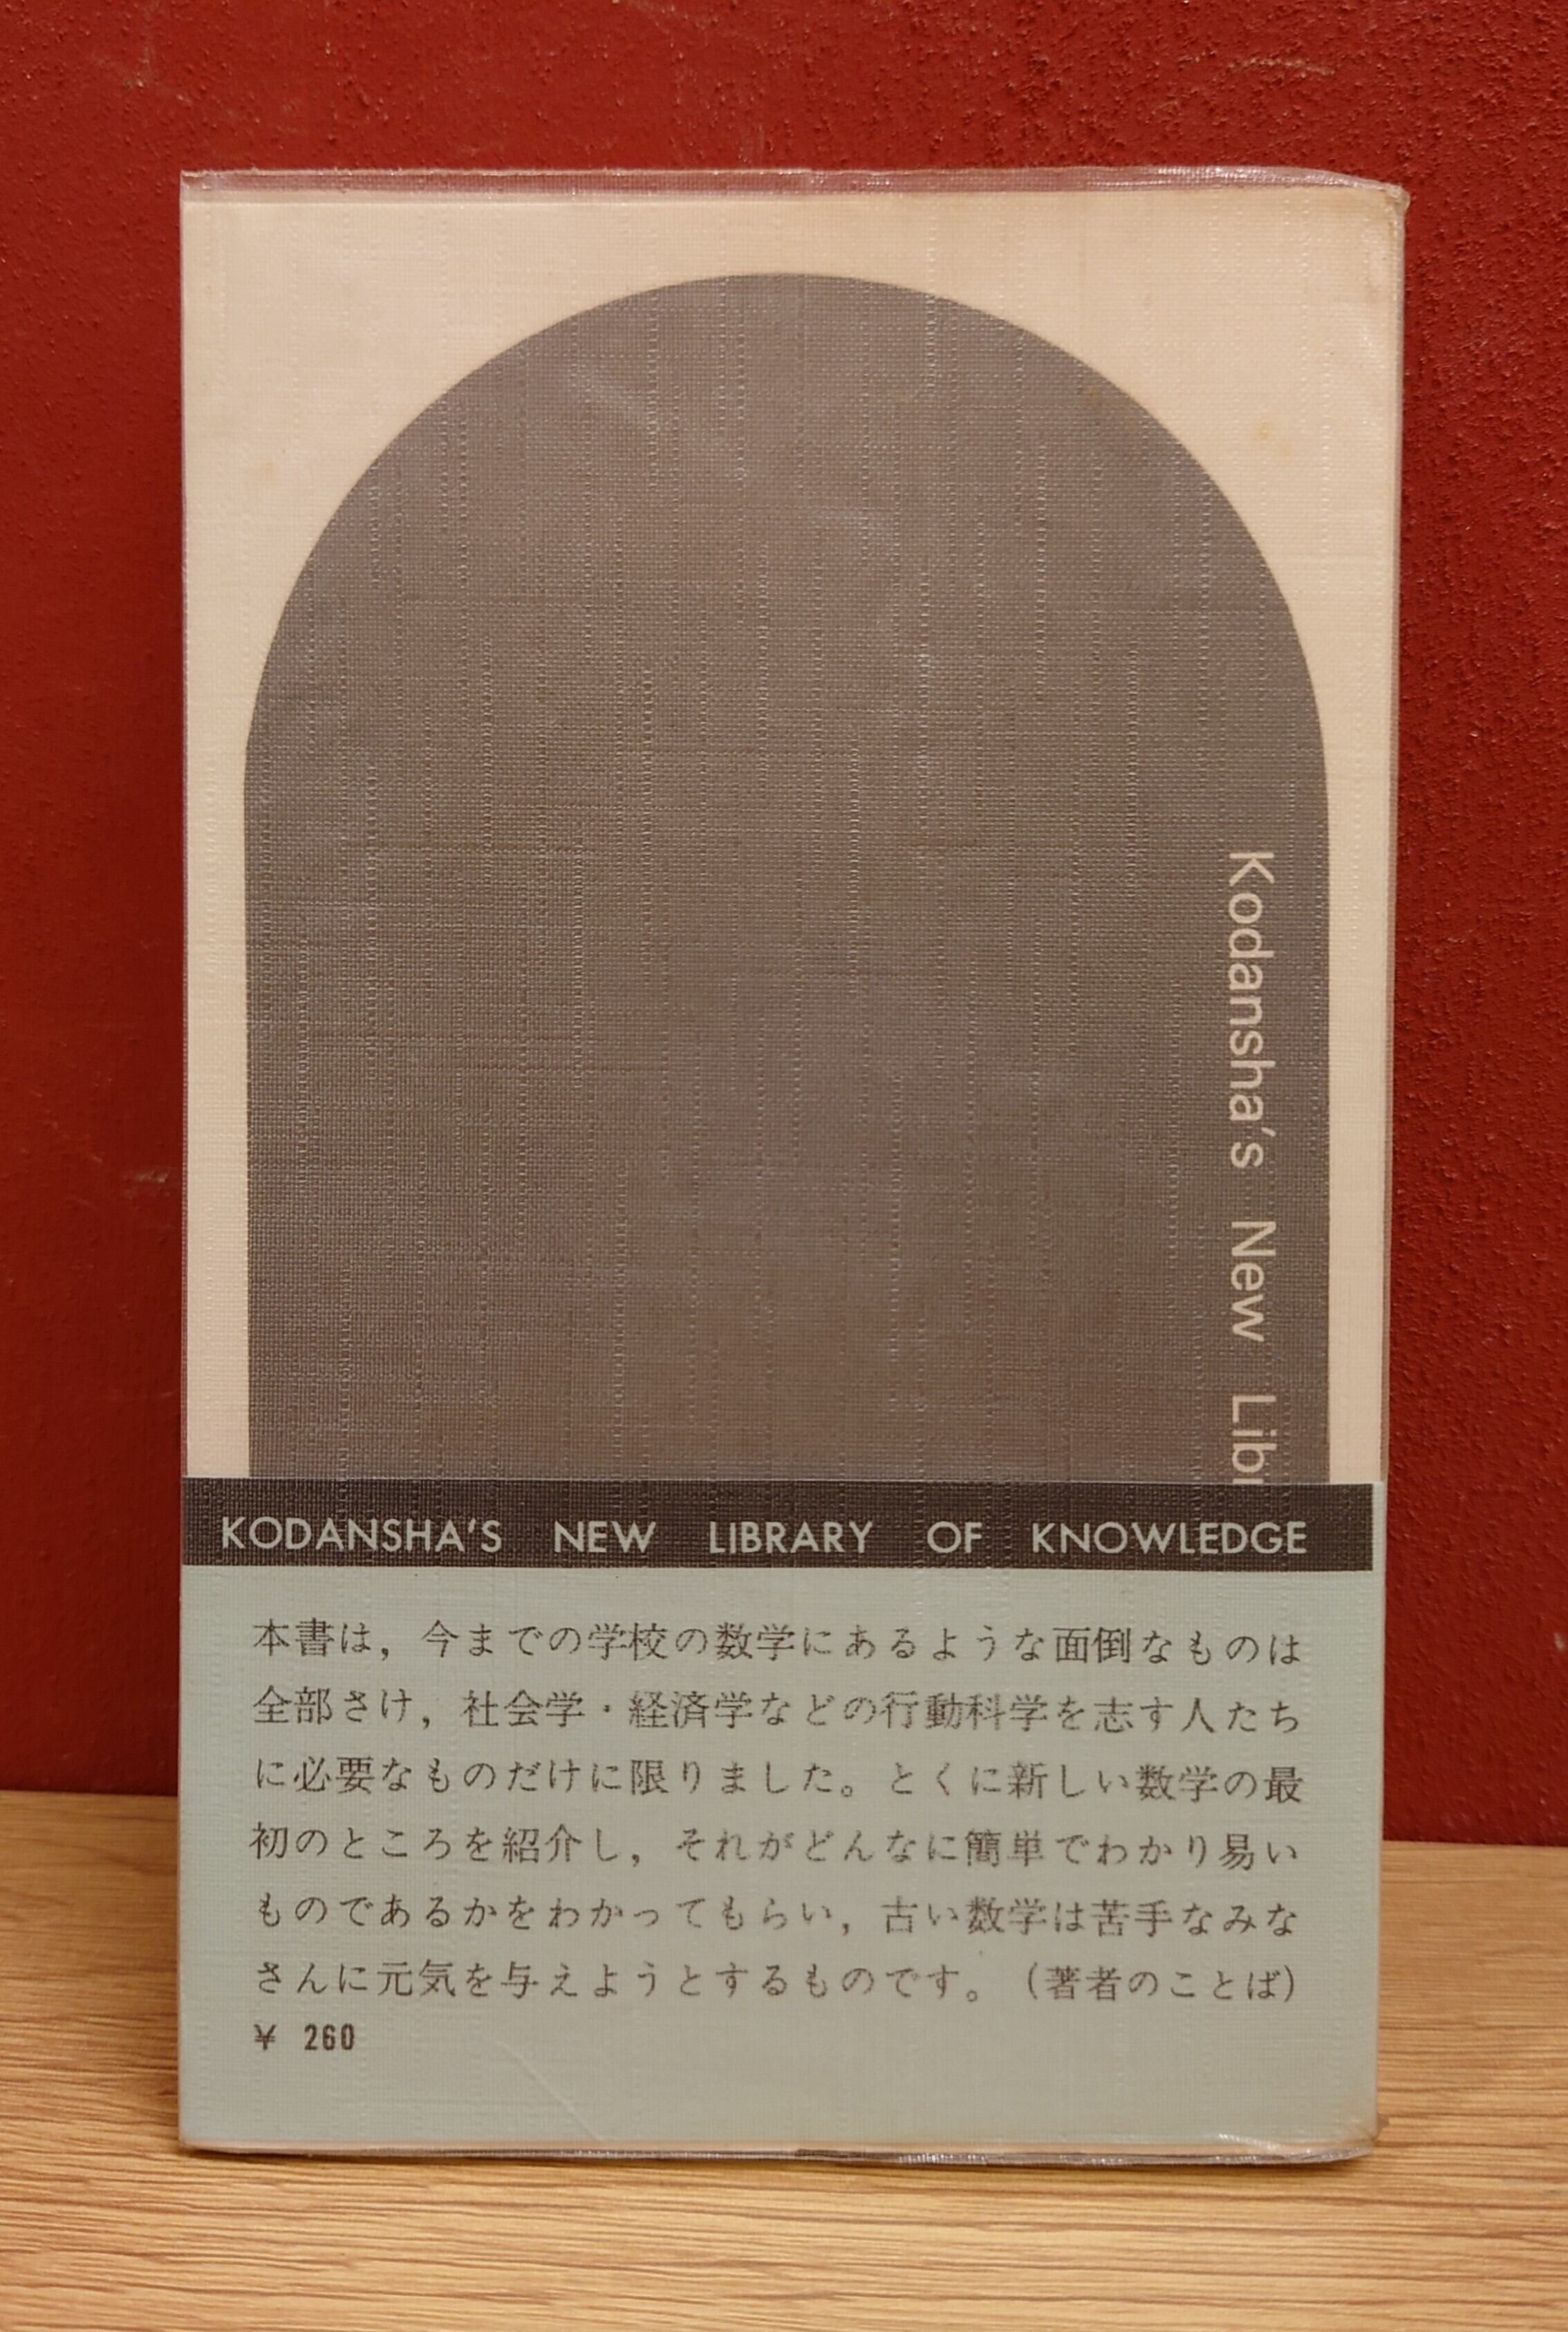 Kodansha's New Libr
KODANSHA'S NEW LIBRARY OF KNOWLEDGE
本書は，今までの学校の数学にあるような面倒なものは
全部さけ，社会学・経済学などの行動科学を志す人たち
に必要なものだけに限りました。とくに新しい数学の最
初のところを紹介し，それがどんなに簡単でわかり易い
ものであるかをわかってもらい，古い数学は苦手なみな
さんに元気を与えようとするものです。（著者のことば）
¥ 260